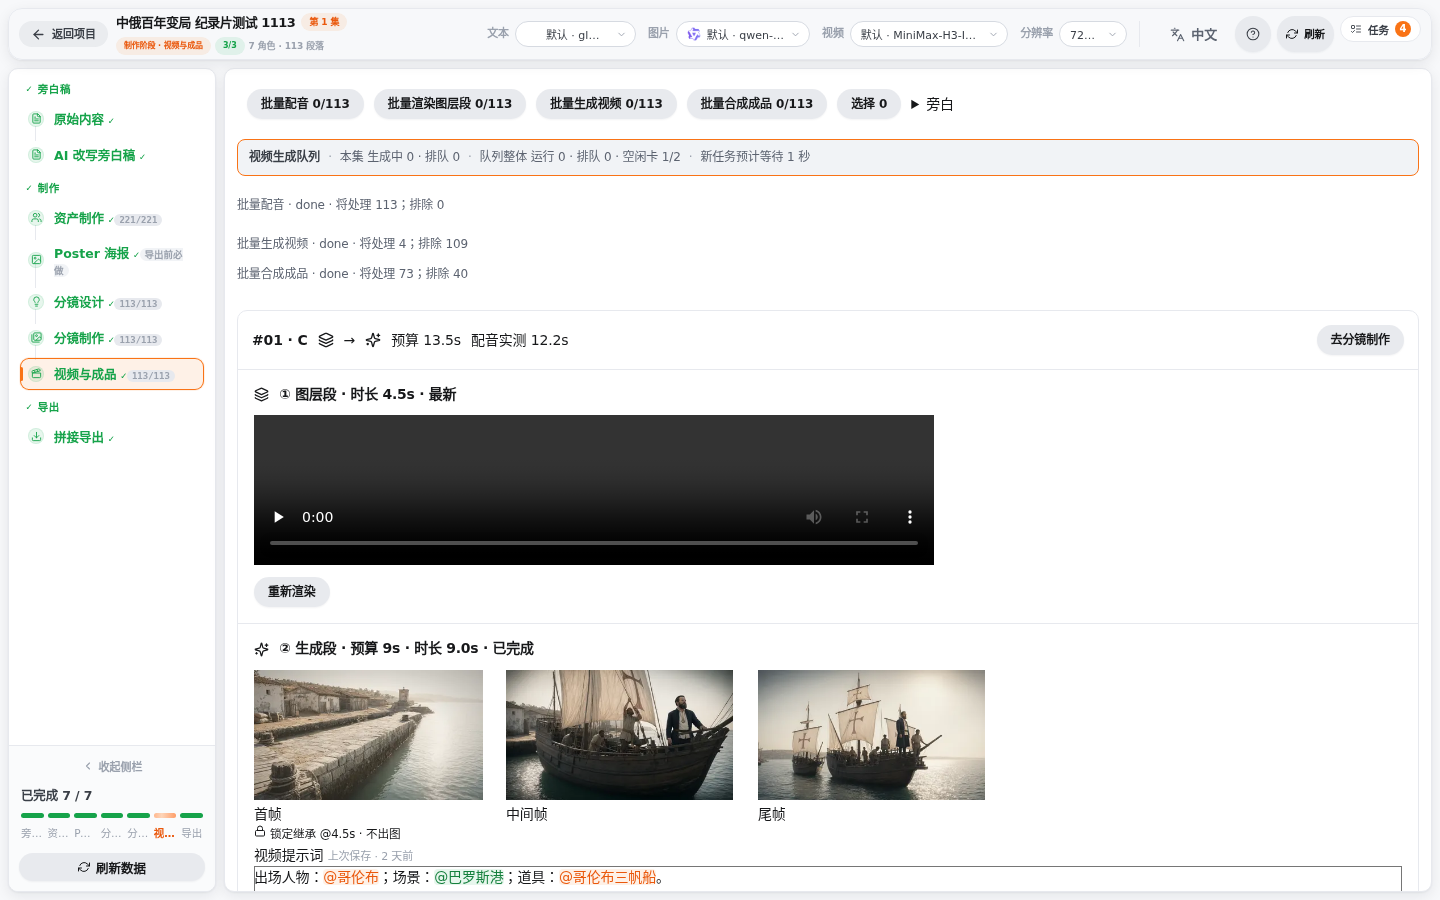 返回项目
中俄百年变局 纪录片测试 1113 第 1 集
制作阶段 · 视频与成品 3/3 7 角色 · 113 段落
文本 默认 · gl...
图片 默认 · qwen-...
视频 默认 · MiniMax-H3-I...
分辨率 72...
中文
刷新
任务 4
✓ 旁白稿
原始内容 ✓
AI 改写旁白稿 ✓
✓ 制作
资产制作 ✓ 221/221
Poster 海报 ✓ 导出前必
做
分镜设计 ✓ 113/113
分镜制作 ✓ 113/113
视频与成品 ✓ 113/113
✓ 导出
拼接导出 ✓
收起侧栏
已完成 7 / 7
旁... 资... P... 分... 分... 视... 导出
刷新数据
批量配音 0/113 批量渲染图层段 0/113 批量生成视频 0/113 批量合成成品 0/113 选择 0 ▶ 旁白
视频生成队列 · 本集 生成中 0 · 排队 0 · 队列整体 运行 0 · 排队 0 · 空闲卡 1/2 · 新任务预计等待 1 秒
批量配音 · done · 将处理 113；排除 0
批量生成视频 · done · 将处理 4；排除 109
批量合成成品 · done · 将处理 73；排除 40
#01 · C → 预算 13.5s 配音实测 12.2s
去分镜制作
① 图层段 · 时长 4.5s · 最新
0:00
重新渲染
② 生成段 · 预算 9s · 时长 9.0s · 已完成
首帧 中间帧 尾帧
锁定继承 @4.5s · 不出图
视频提示词 上次保存 · 2 天前
出场人物：@哥伦布；场景：@巴罗斯港；道具：@哥伦布三帆船。